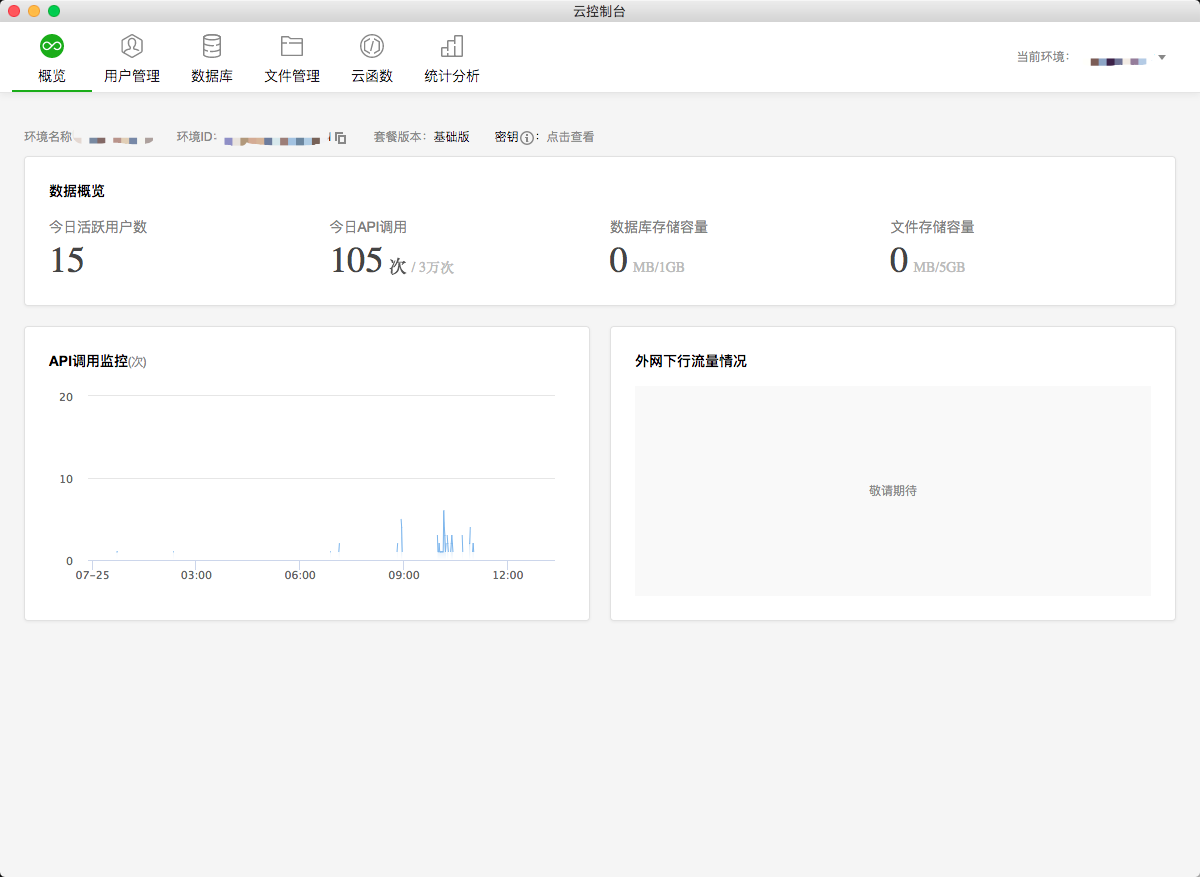 云控制台
概览 用户管理 数据库 文件管理 云函数 统计分析 当前环境：
环境名称 环境ID： 套餐版本：基础版 密钥：点击查看
数据概览
今日活跃用户数 今日API调用 数据库存储容量 文件存储容量
15 105 次 / 3万次 0 MB/1GB 0 MB/5GB
API调用监控(次)
20
10
0
07-25 03:00 06:00 09:00 12:00
外网下行流量情况
敬请期待